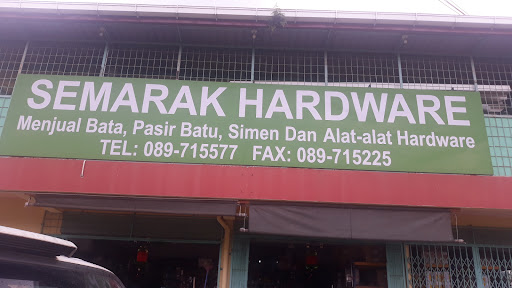 SEMARAK HARDWARE
Menjual Bata, Pasir Batu, Simen Dan Alat-alat Hardware
TEL: 089-715577 FAX: 089-715225